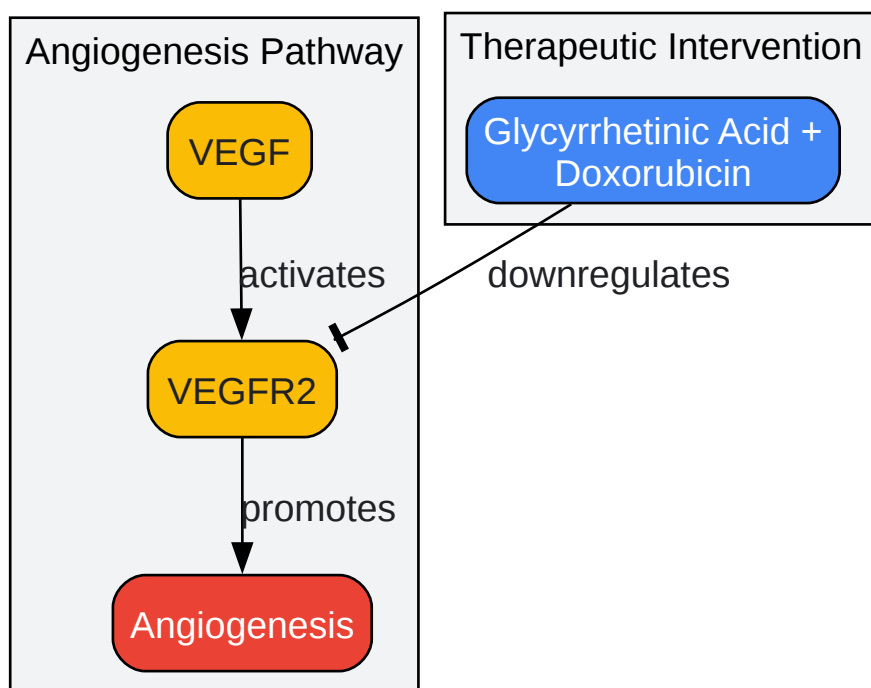 Angiogenesis Pathway
Therapeutic Intervention
VEGF
Glycyrrhetinic Acid +
Doxorubicin
activates
downregulates
VEGFR2
promotes
Angiogenesis